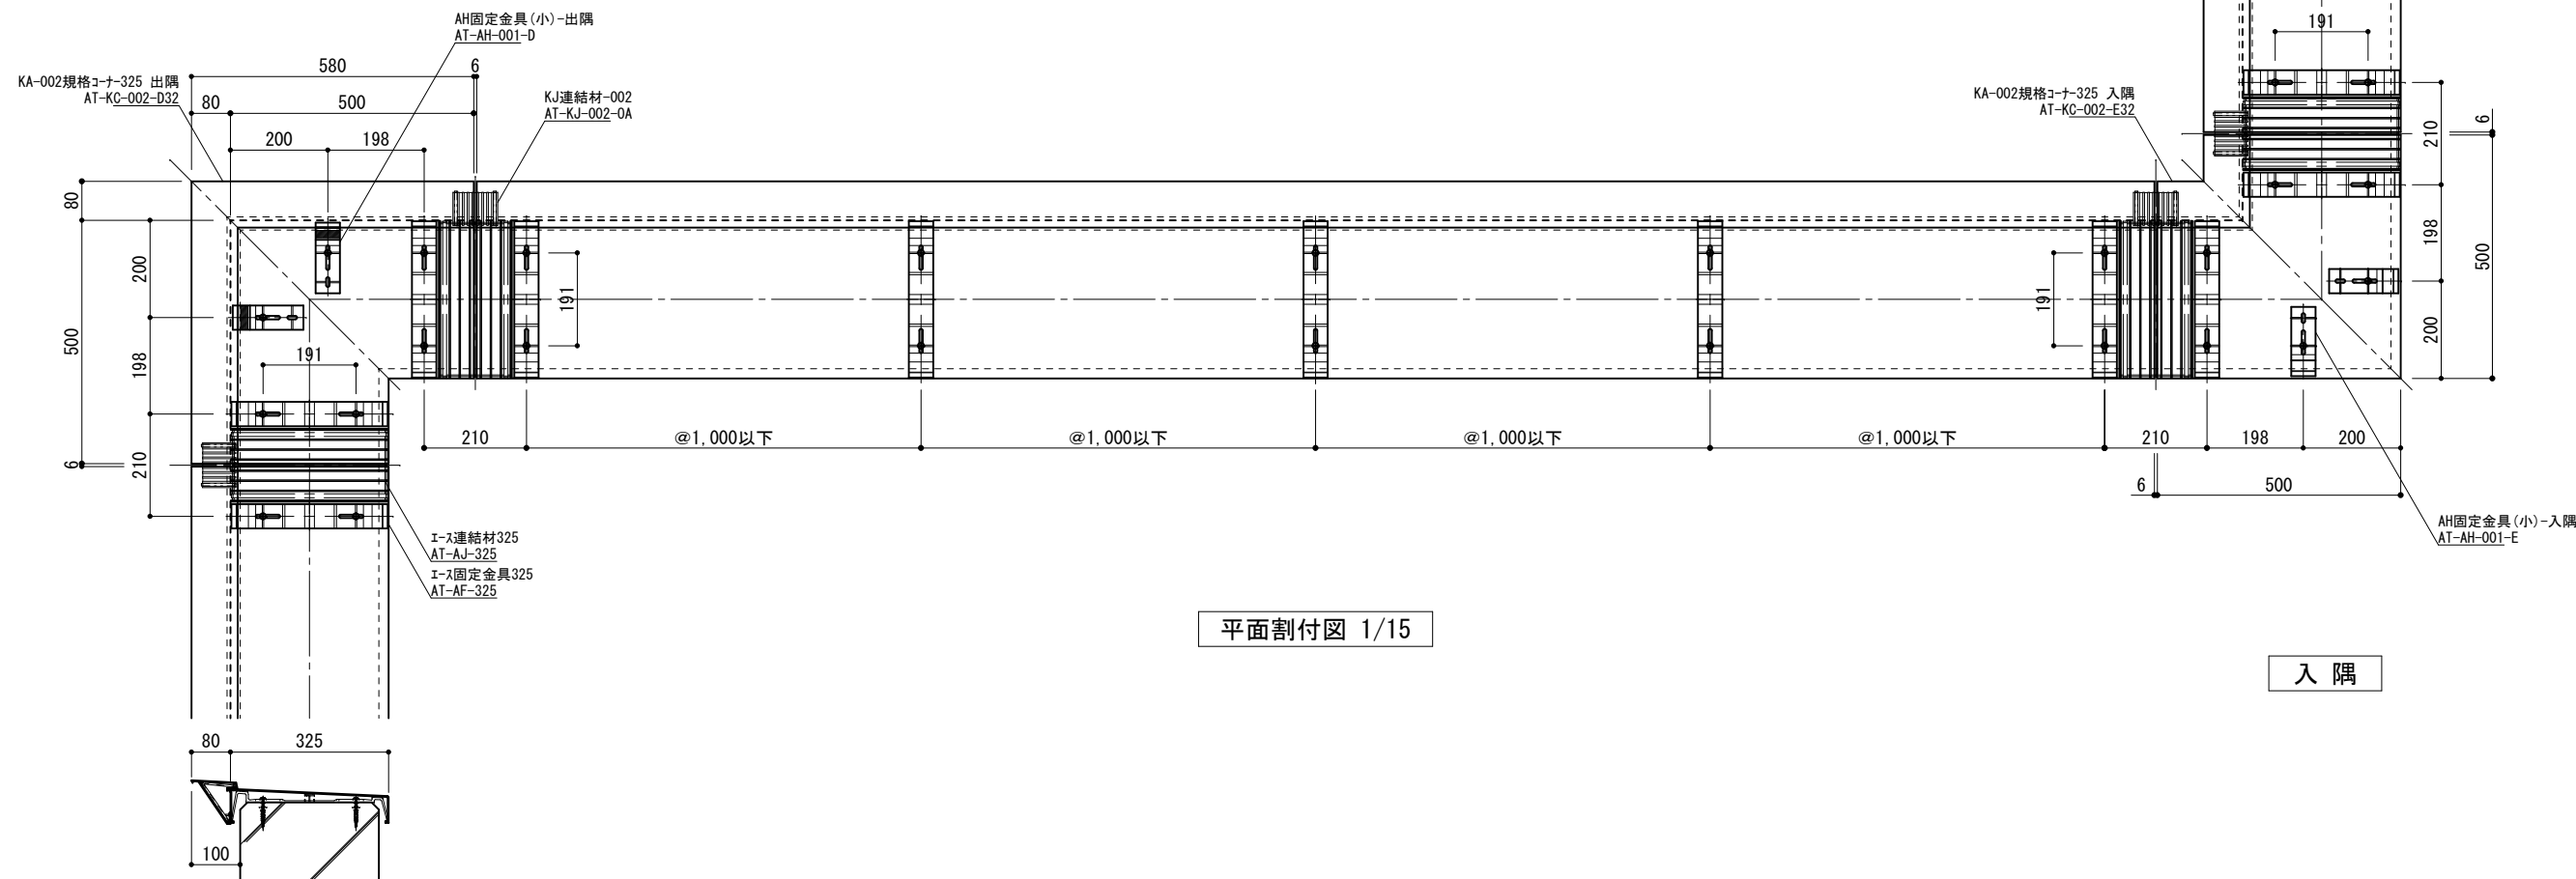 AH固定金具(小)-出隅
AT-AH-001-D
191
580
6
KA-002規格ｺｰﾅｰ325 出隅
AT-KC-002-D32
KJ連結材-002
AT-KJ-002-OA
KA-002規格ｺｰﾅｰ325 入隅
AT-KC-002-E32
80
500
200
198
6
210
80
200
198
500
191
191
500
200
198
191
210
@1,000以下
@1,000以下
@1,000以下
@1,000以下
210
198
200
6
210
6
500
ｴｰｽ連結材325
AT-AJ-325
ｴｰｽ固定金具325
AT-AF-325
AH固定金具(小)-入隅
AT-AH-001-E
平面割付図 1/15
入 隅
80
325
100